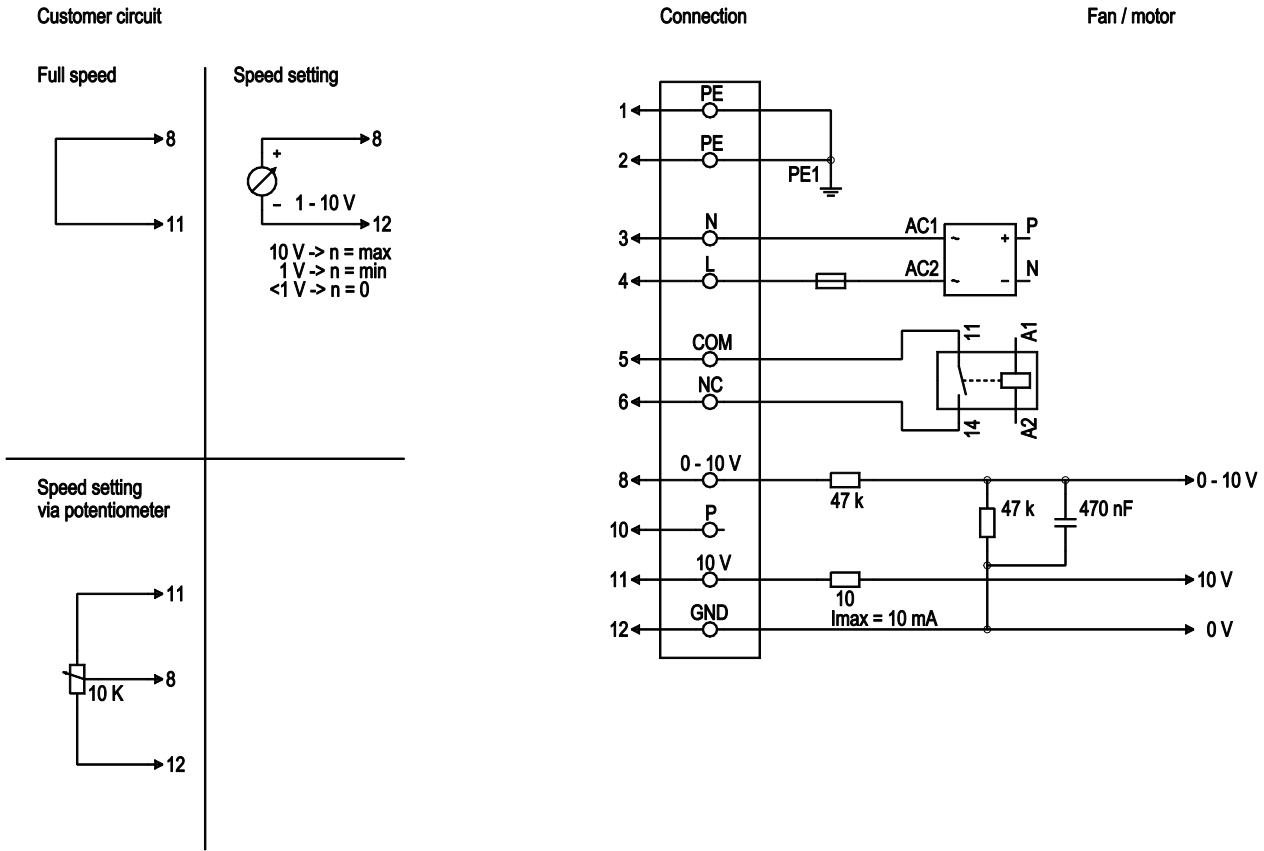 Customer circuit
Connection
Fan / motor
Full speed
8
11
Speed setting
8
+
– 1 - 10 V
12
10 V -> n = max
1 V -> n = min
<1 V -> n = 0
Speed setting
via potentiometer
11
8
10 K
12
1 PE
2 PE
PE1
3 N AC1 ~ + P
4 L AC2 ~ – N
5 COM 11 A1
6 NC 14 A2
8 0 - 10 V 47 k 0 - 10 V
47 k 470 nF
10 P
11 10 V 10 10 V
Imax = 10 mA
12 GND 0 V